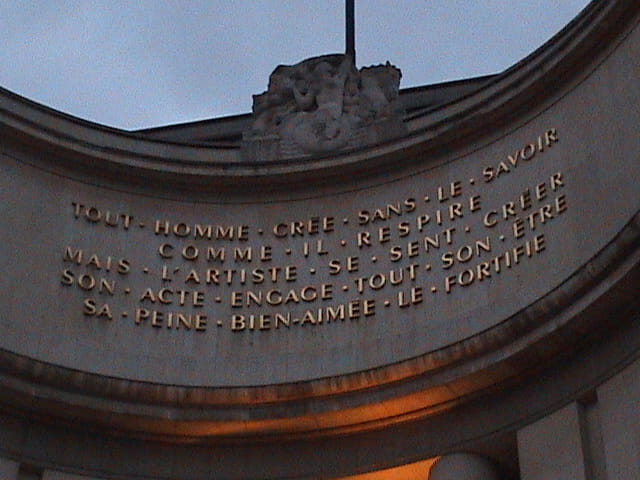 TOUT·HOMME·CRÉE·SANS·LE·SAVOIR
COMME·IL·RESPIRE
MAIS·L'ARTISTE·SE·SENT·CRÉER
SON·ACTE·ENGAGE·TOUT·SON·ÊTRE
SA·PEINE·BIEN-AIMÉE·LE·FORTIFIE